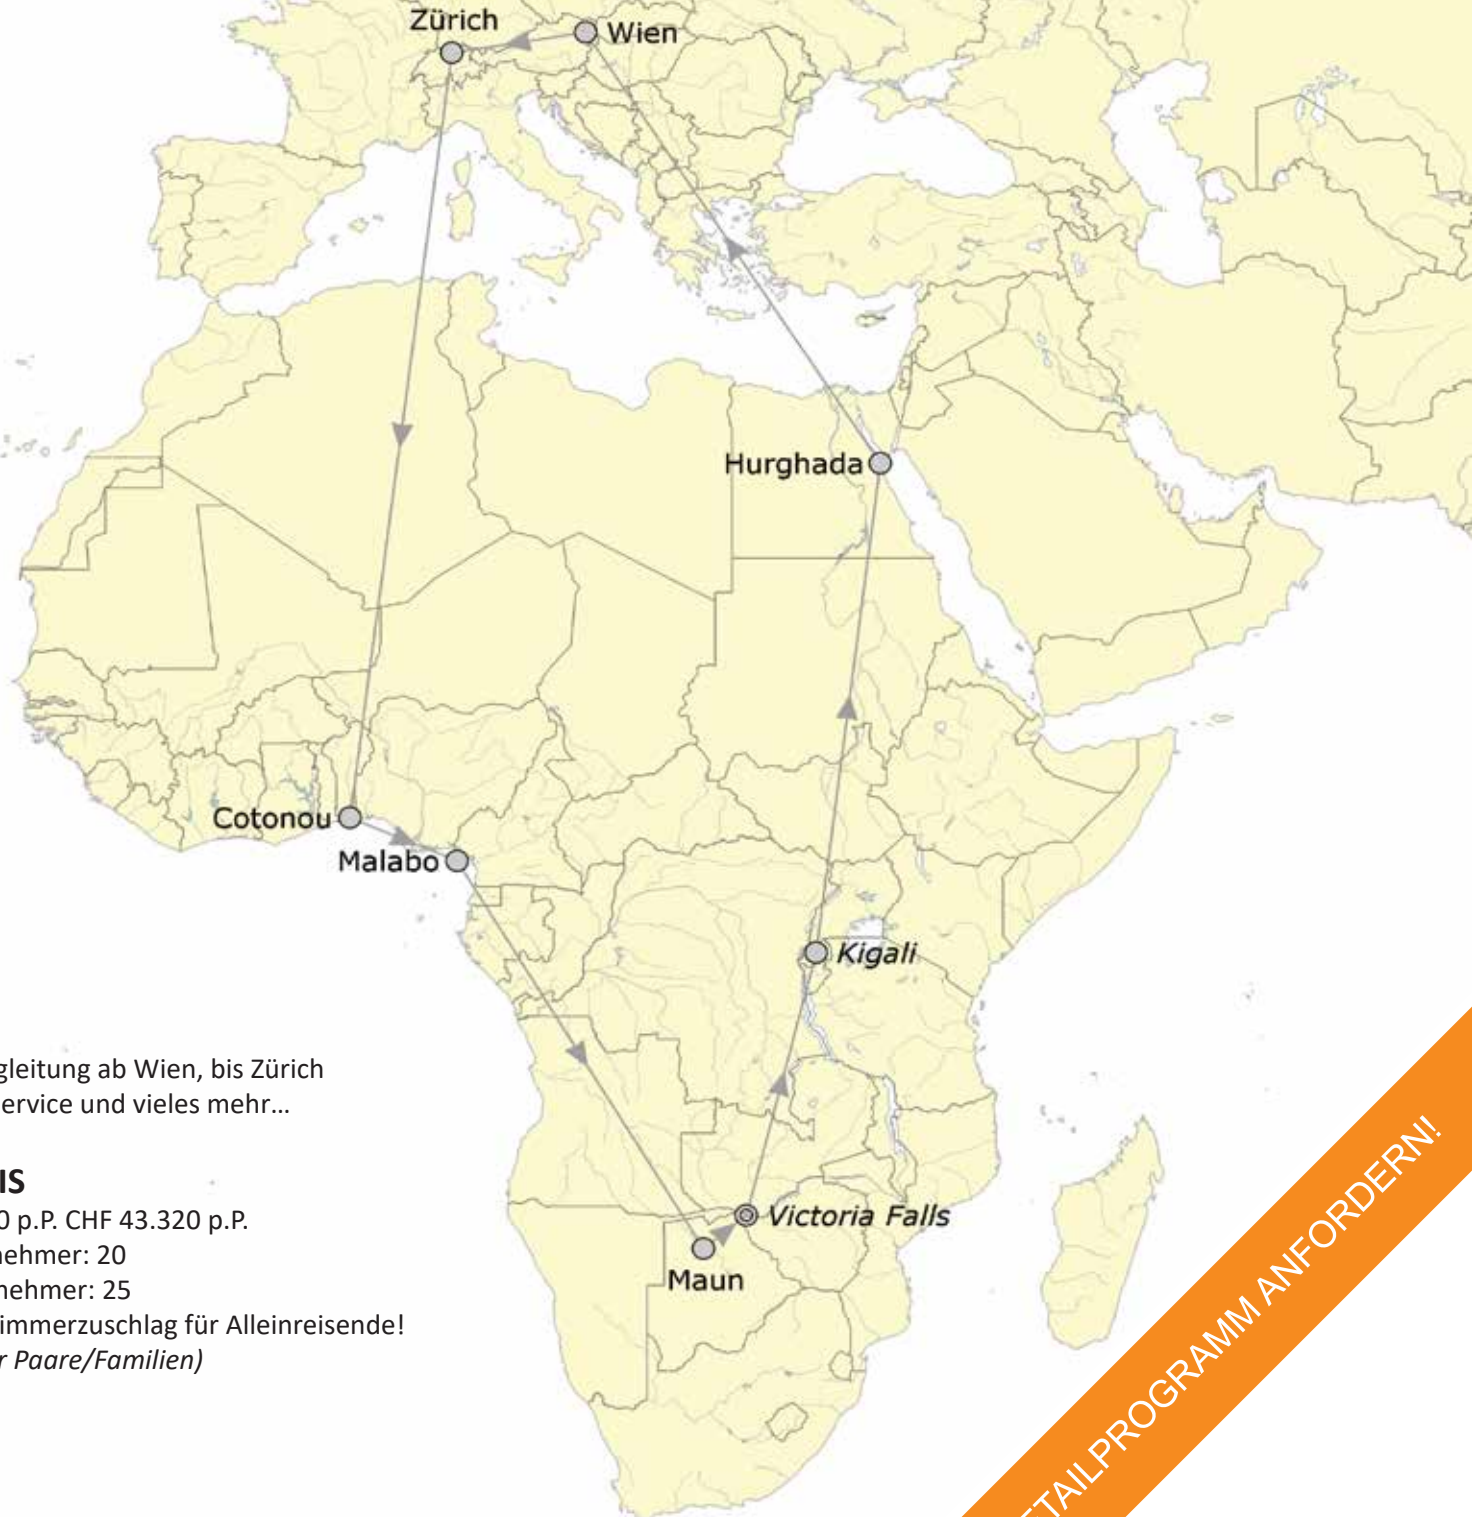 Zürich
Wien
Hurghada
Cotonou
Malabo
Kigali
Victoria Falls
Maun
gleitung ab Wien, bis Zürich
ervice und vieles mehr...
IS
0 p.P. CHF 43.320 p.P.
nehmer: 20
nehmer: 25
immerzuschlag für Alleinreisende!
r Paare/Familien)
TAILPROGRAMM ANFORDERN!